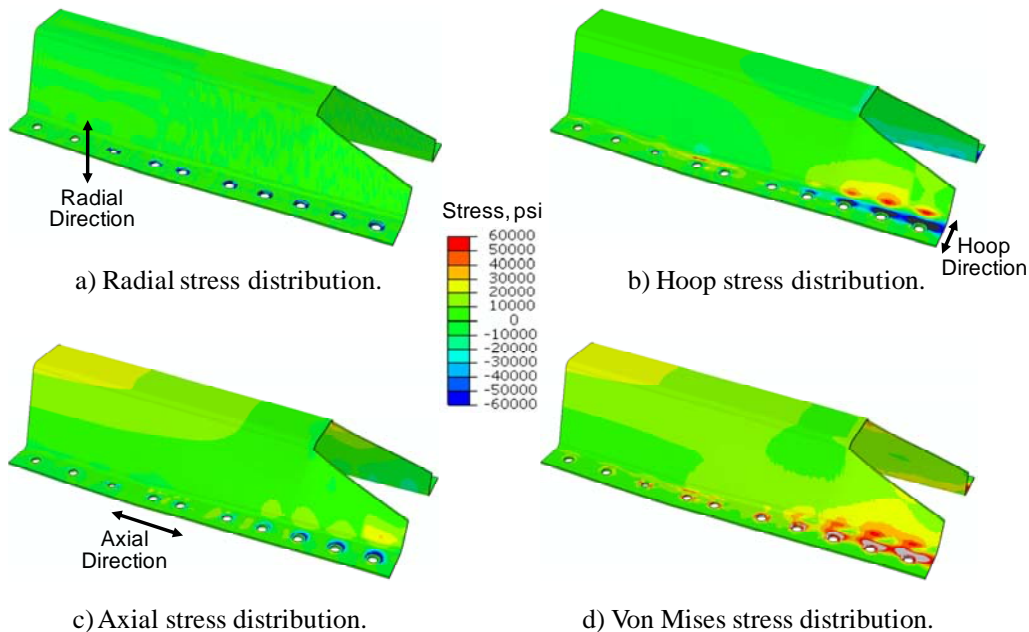 Radial
Direction
a) Radial stress distribution.
Stress, psi
60000
50000
40000
30000
20000
10000
0
-10000
-20000
-30000
-40000
-50000
-60000
Hoop
Direction
b) Hoop stress distribution.
Axial
Direction
c) Axial stress distribution.
d) Von Mises stress distribution.